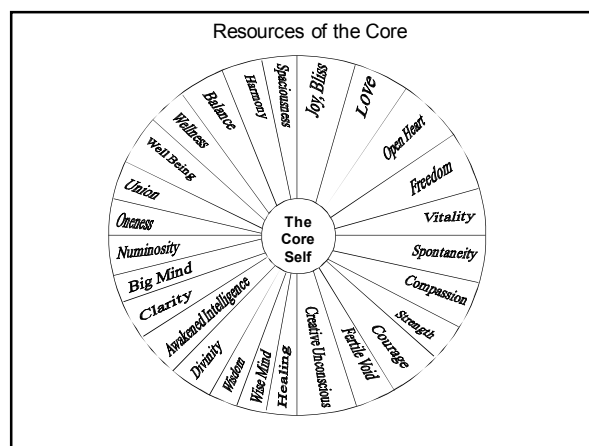 Resources of the Core
Joy, Bliss
Love
Open Heart
Freedom
Vitality
Spontaneity
Compassion
Strength
Courage
Fertile Void
Creative Unconscious
Healing
Wise Mind
Wisdom
Divinity
Awakened Intelligence
Clarity
Big Mind
Numinosity
Oneness
Union
Well Being
Wellness
Balance
Harmony
Spaciousness
The
Core
Self